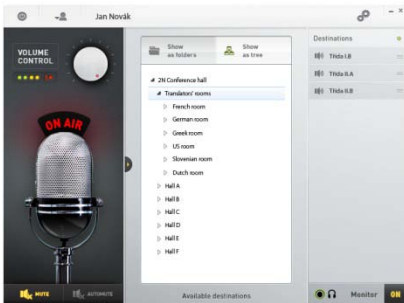 Jan Novák
VOLUME
CONTROL
ON AIR
MUTE
AUTOMUTE
Show
as folders
Show
as tree
2N Conference hall
Translators' rooms
French room
German room
Greek room
US room
Slovenian room
Dutch room
Hall A
Hall B
Hall C
Hall D
Hall E
Hall F
Available destinations
Destinations
Třída I.B
Třída II.A
Třída II.B
Monitor
ON